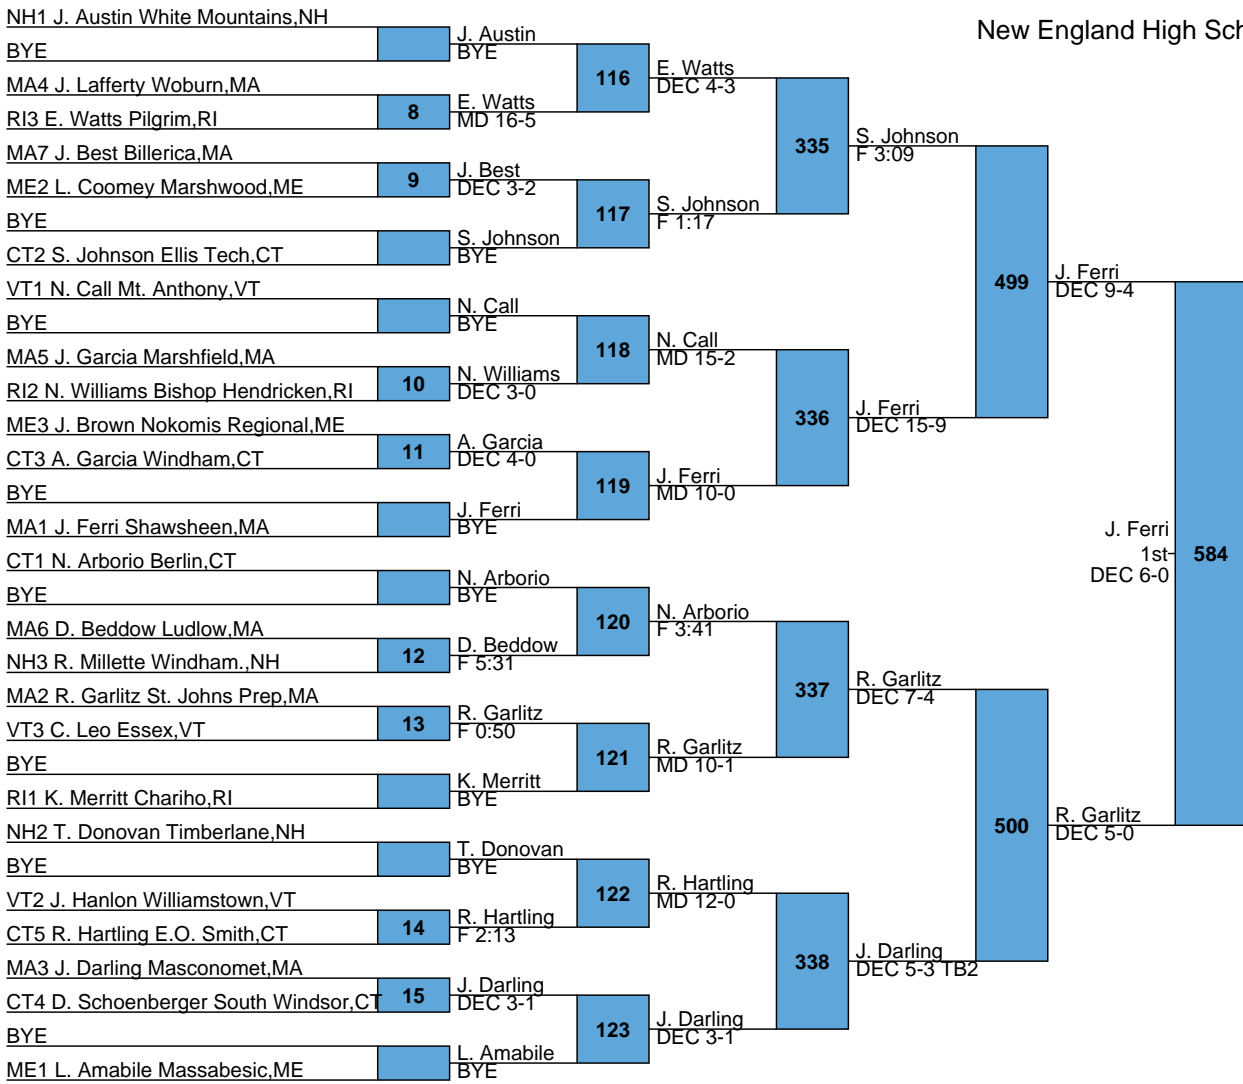 New England High Sch
NH1 J. Austin White Mountains,NH
BYE
MA4 J. Lafferty Woburn,MA
RI3 E. Watts Pilgrim,RI
MA7 J. Best Billerica,MA
ME2 L. Coomey Marshwood,ME
BYE
CT2 S. Johnson Ellis Tech,CT
VT1 N. Call Mt. Anthony,VT
BYE
MA5 J. Garcia Marshfield,MA
RI2 N. Williams Bishop Hendricken,RI
ME3 J. Brown Nokomis Regional,ME
CT3 A. Garcia Windham,CT
BYE
MA1 J. Ferri Shawsheen,MA
CT1 N. Arborio Berlin,CT
BYE
MA6 D. Beddow Ludlow,MA
NH3 R. Millette Windham.,NH
MA2 R. Garlitz St. Johns Prep,MA
VT3 C. Leo Essex,VT
BYE
RI1 K. Merritt Chariho,RI
NH2 T. Donovan Timberlane,NH
BYE
VT2 J. Hanlon Williamstown,VT
CT5 R. Hartling E.O. Smith,CT
MA3 J. Darling Masconomet,MA
CT4 D. Schoenberger South Windsor,CT
BYE
ME1 L. Amabile Massabesic,ME
8
9
10
11
12
13
14
15
J. Austin
BYE
E. Watts
MD 16-5
J. Best
DEC 3-2
S. Johnson
BYE
N. Call
BYE
N. Williams
DEC 3-0
A. Garcia
DEC 4-0
J. Ferri
BYE
N. Arborio
BYE
D. Beddow
F 5:31
R. Garlitz
F 0:50
K. Merritt
BYE
T. Donovan
BYE
R. Hartling
F 2:13
J. Darling
DEC 3-1
L. Amabile
BYE
116
117
118
119
120
121
122
123
E. Watts
DEC 4-3
S. Johnson
F 1:17
N. Call
MD 15-2
J. Ferri
MD 10-0
N. Arborio
F 3:41
R. Garlitz
MD 10-1
R. Hartling
MD 12-0
J. Darling
DEC 3-1
335
336
337
338
S. Johnson
F 3:09
J. Ferri
DEC 15-9
R. Garlitz
DEC 7-4
J. Darling
DEC 5-3 TB2
499
500
J. Ferri
DEC 9-4
R. Garlitz
DEC 5-0
J. Ferri
1st
DEC 6-0
584